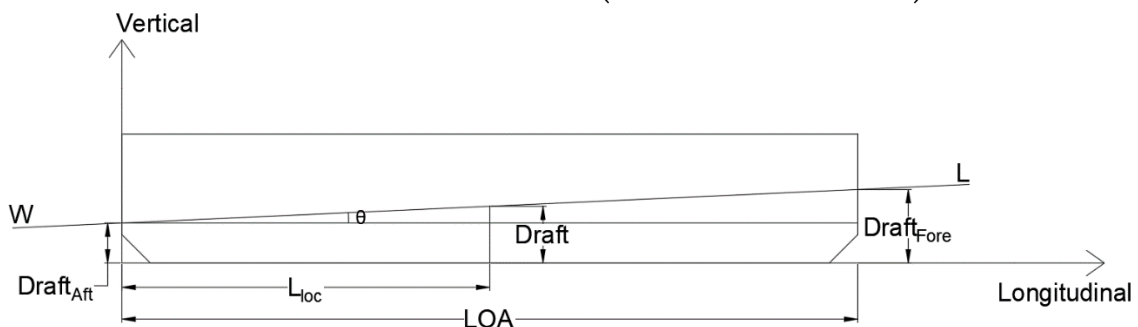 Vertical
W
L
θ
Draft
Draft_Fore
Draft_Aft
L_loc
Longitudinal
LOA